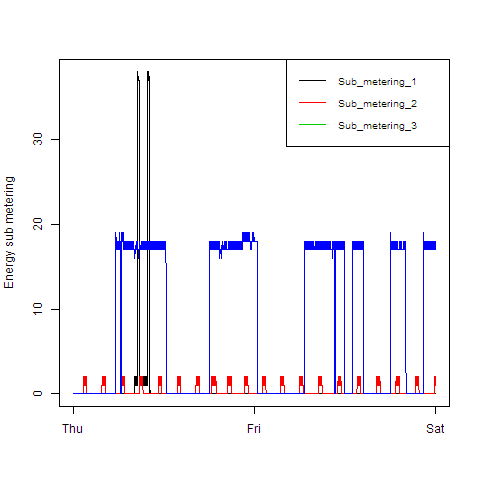 Sub_metering_1
Sub_metering_2
Sub_metering_3
Energy sub metering
30
20
10
0
Thu Fri Sat